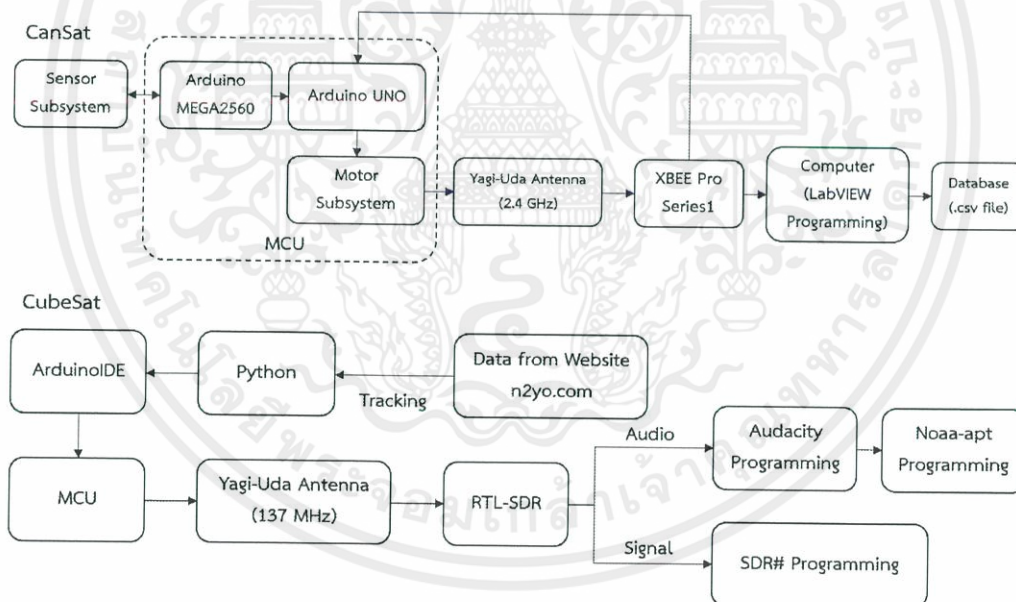 CanSat
Sensor
Subsystem
Arduino
MEGA2560
Arduino UNO
Motor
Subsystem
MCU
Yagi-Uda Antenna
(2.4 GHz)
XBEE Pro
Series1
Computer
(LabVIEW
Programming)
Database
(.csv file)
CubeSat
ArduinoIDE
Python
Tracking
Data from Website
n2yo.com
MCU
Yagi-Uda Antenna
(137 MHz)
RTL-SDR
Audio
Audacity
Programming
Noaa-apt
Programming
Signal
SDR# Programming